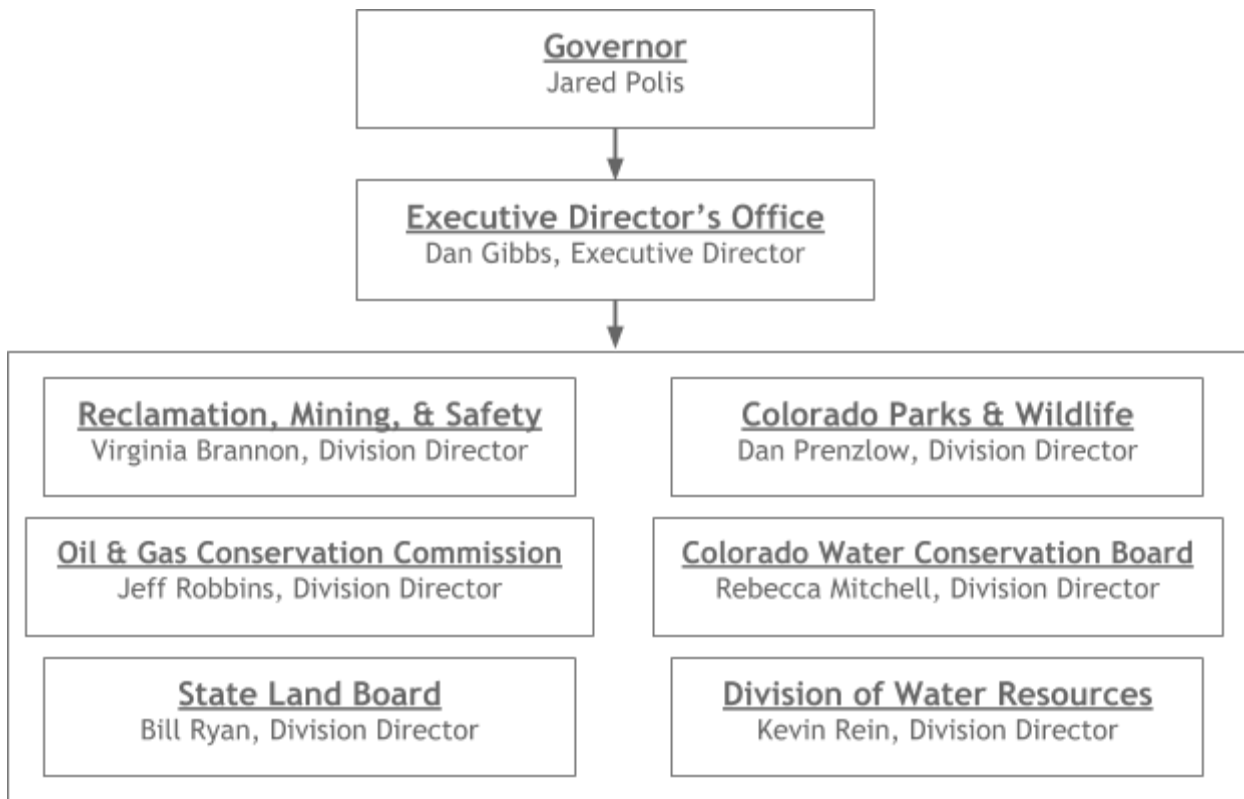 Governor
Jared Polis
Executive Director’s Office
Dan Gibbs, Executive Director
Reclamation, Mining, & Safety
Virginia Brannon, Division Director
Colorado Parks & Wildlife
Dan Prenzlow, Division Director
Oil & Gas Conservation Commission
Jeff Robbins, Division Director
Colorado Water Conservation Board
Rebecca Mitchell, Division Director
State Land Board
Bill Ryan, Division Director
Division of Water Resources
Kevin Rein, Division Director